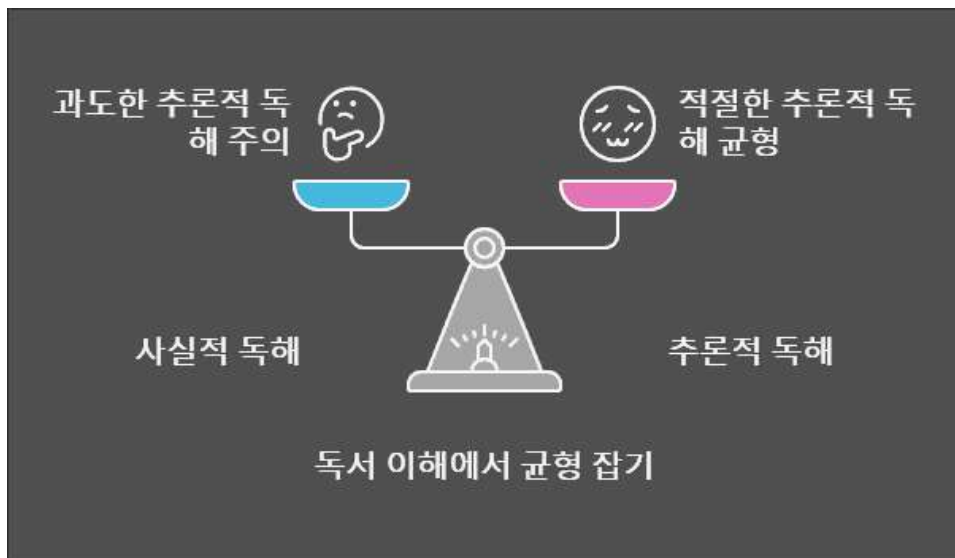 과도한 추론적 독
해 주의
적절한 추론적 독
해 균형
사실적 독해
추론적 독해
독서 이해에서 균형 잡기